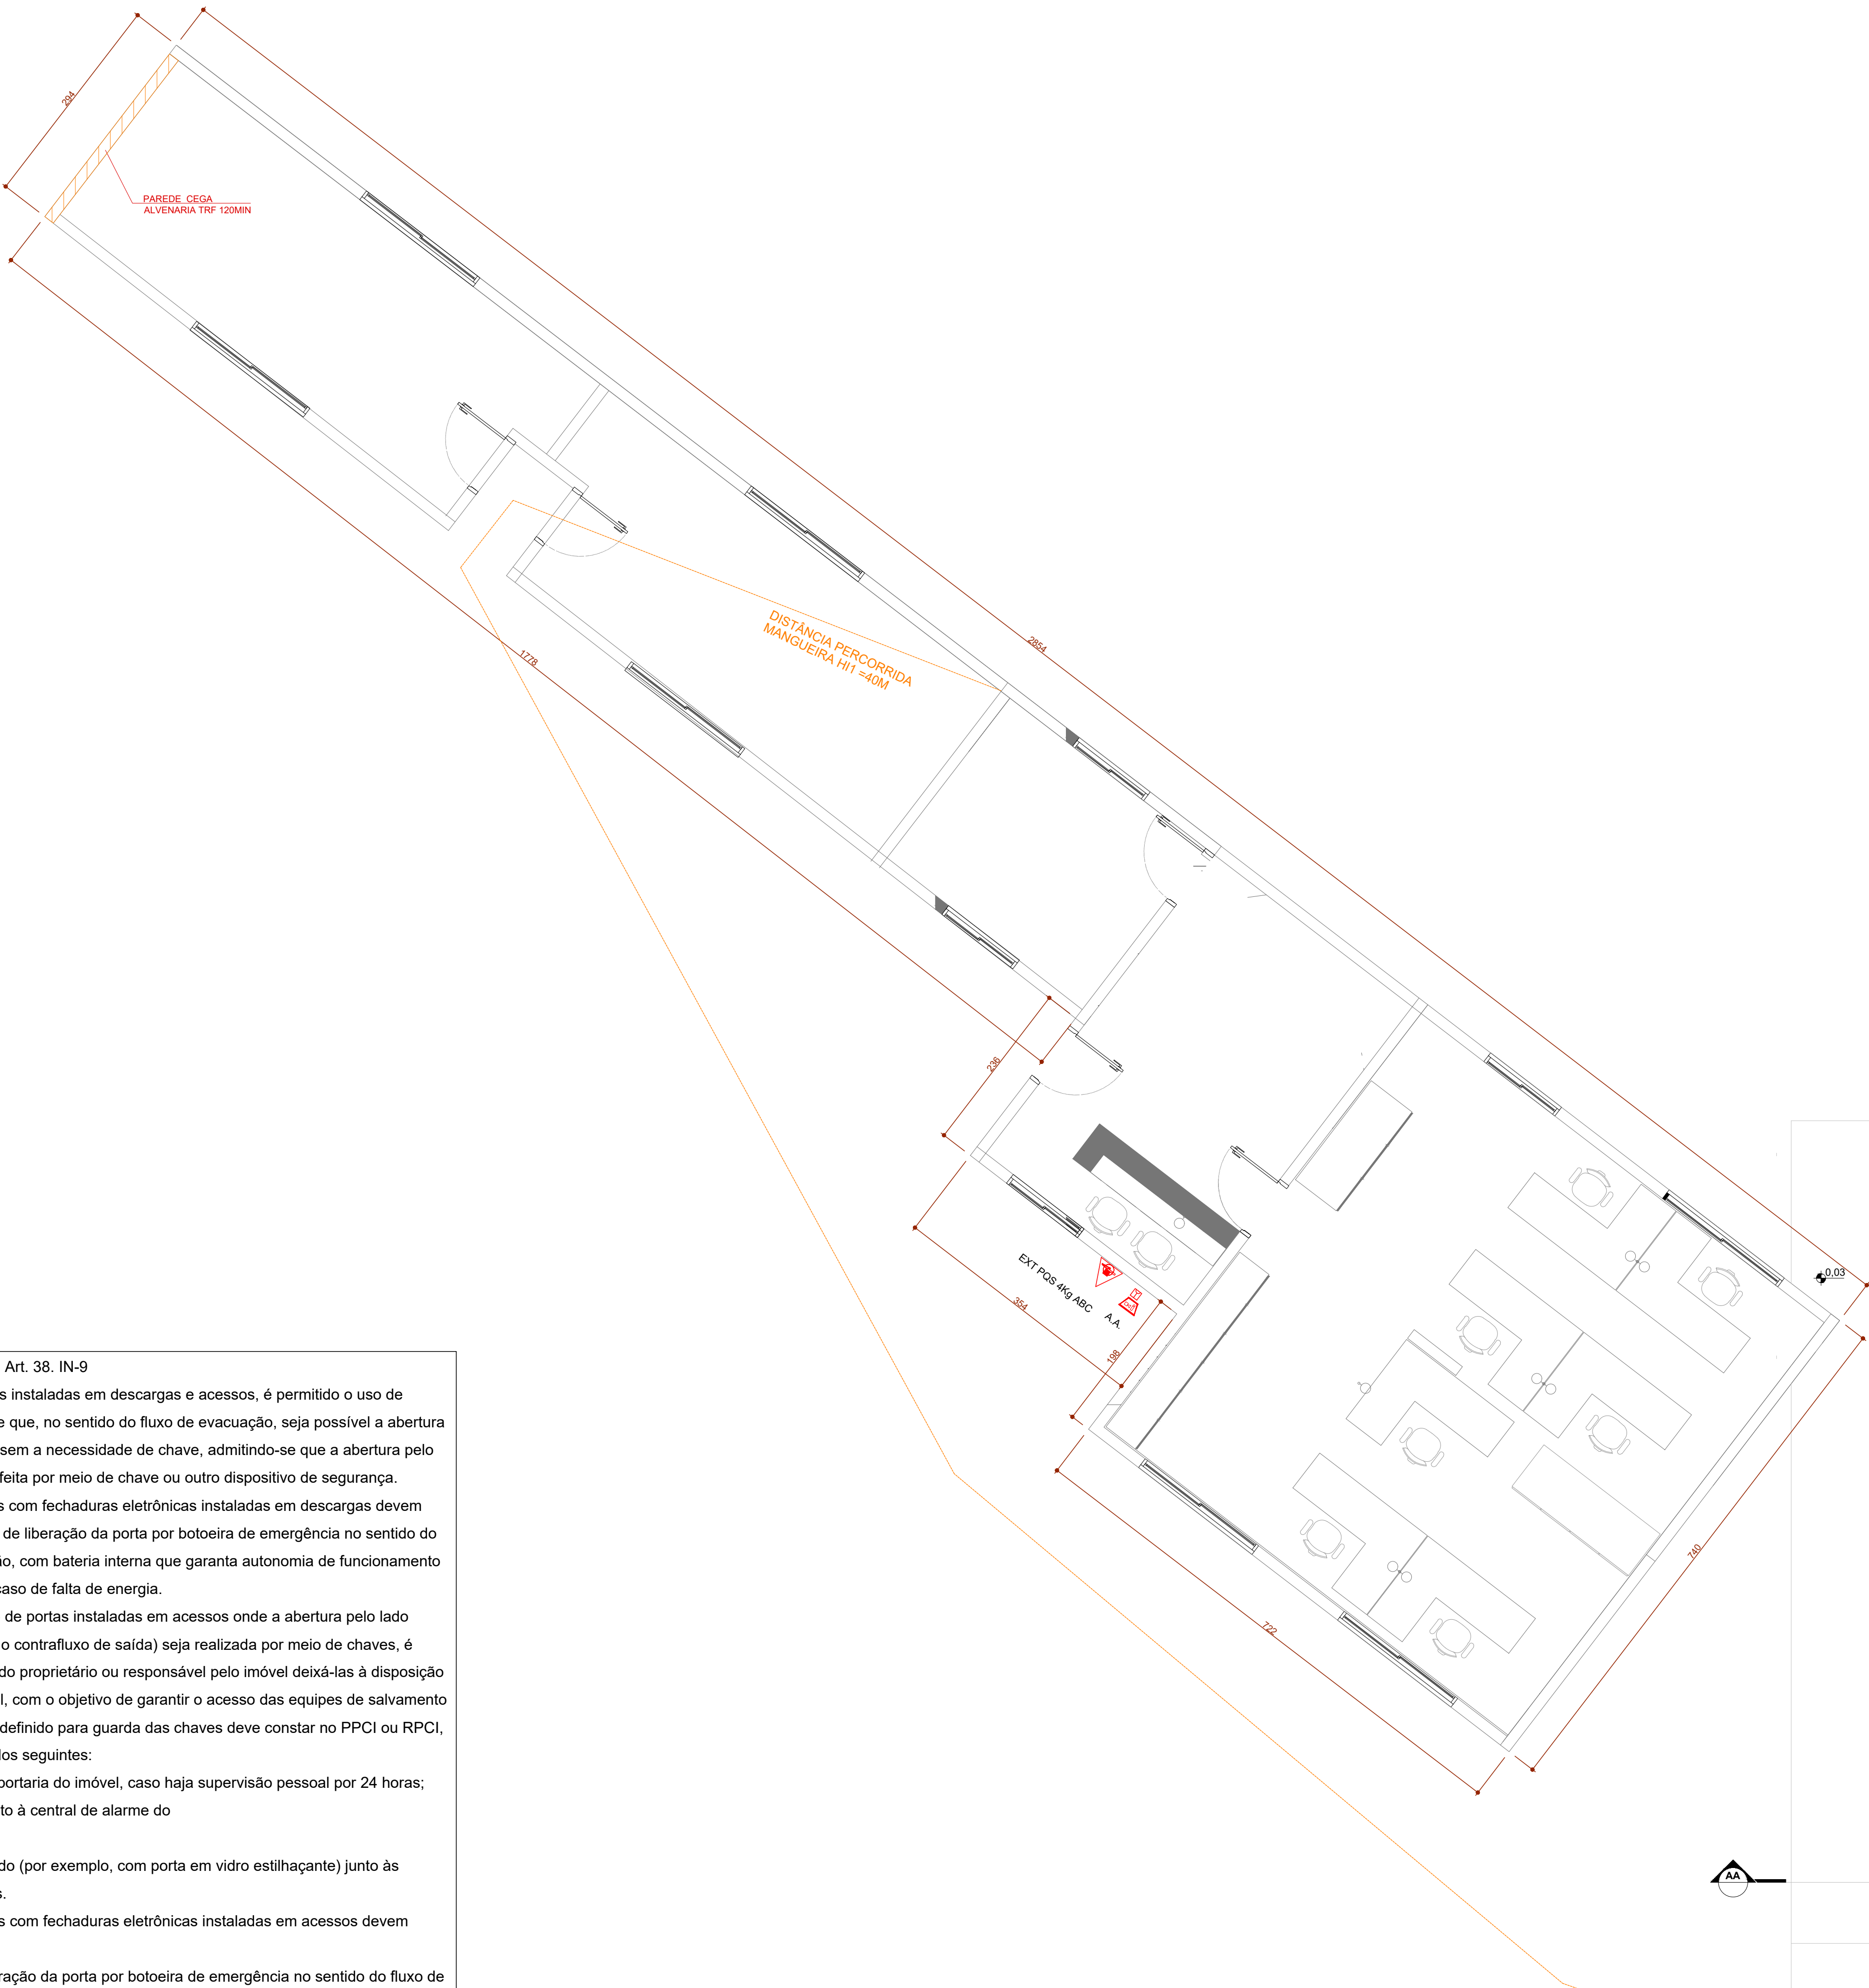 294
PAREDE CEGA
ALVENARIA TRF 120MIN
1778
2854
DISTÂNCIA PERCORRIDA
MANGUEIRA HI1 =40M
236
EXT PQS 4Kg ABC
A.A.
354
198
0,03
740
722
AA
Art. 38. IN-9
s instaladas em descargas e acessos, é permitido o uso de
e que, no sentido do fluxo de evacuação, seja possível a abertura
sem a necessidade de chave, admitindo-se que a abertura pelo
feita por meio de chave ou outro dispositivo de segurança.
s com fechaduras eletrônicas instaladas em descargas devem
de liberação da porta por botoeira de emergência no sentido do
ão, com bateria interna que garanta autonomia de funcionamento
caso de falta de energia.
de portas instaladas em acessos onde a abertura pelo lado
o contrafluxo de saída) seja realizada por meio de chaves, é
do proprietário ou responsável pelo imóvel deixá-las à disposição
l, com o objetivo de garantir o acesso das equipes de salvamento
definido para guarda das chaves deve constar no PPCI ou RPCI,
los seguintes:
portaria do imóvel, caso haja supervisão pessoal por 24 horas;
to à central de alarme do
do (por exemplo, com porta em vidro estilhaçante) junto às
s.
s com fechaduras eletrônicas instaladas em acessos devem
ração da porta por botoeira de emergência no sentido do fluxo de